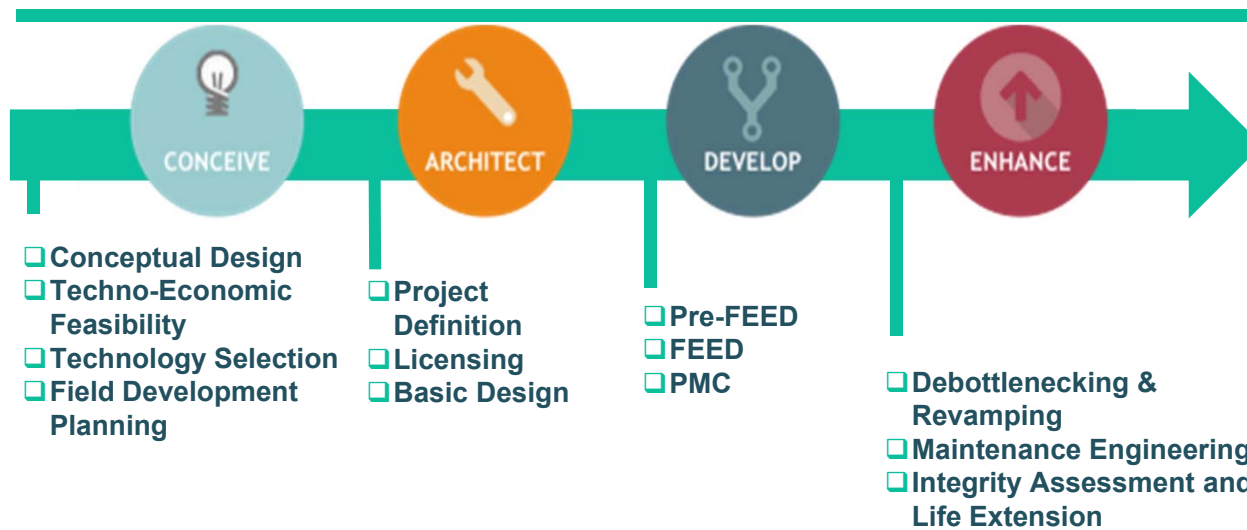 CONCEIVE
ARCHITECT
DEVELOP
ENHANCE
Conceptual Design
Techno-Economic
Feasibility
Technology Selection
Field Development
Planning
Project
Definition
Licensing
Basic Design
Pre-FEED
FEED
PMC
Debottlenecking &
Revamping
Maintenance Engineering
Integrity Assessment and
Life Extension